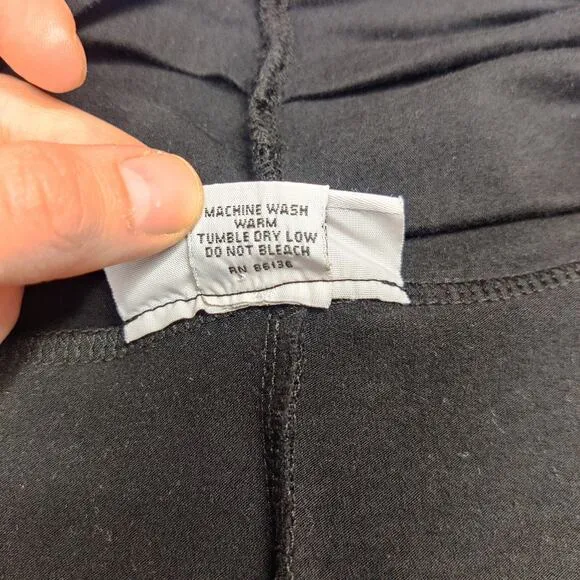 MACHINE WASH
WARM
TUMBLE DRY LOW
DO NOT BLEACH
RN 86136